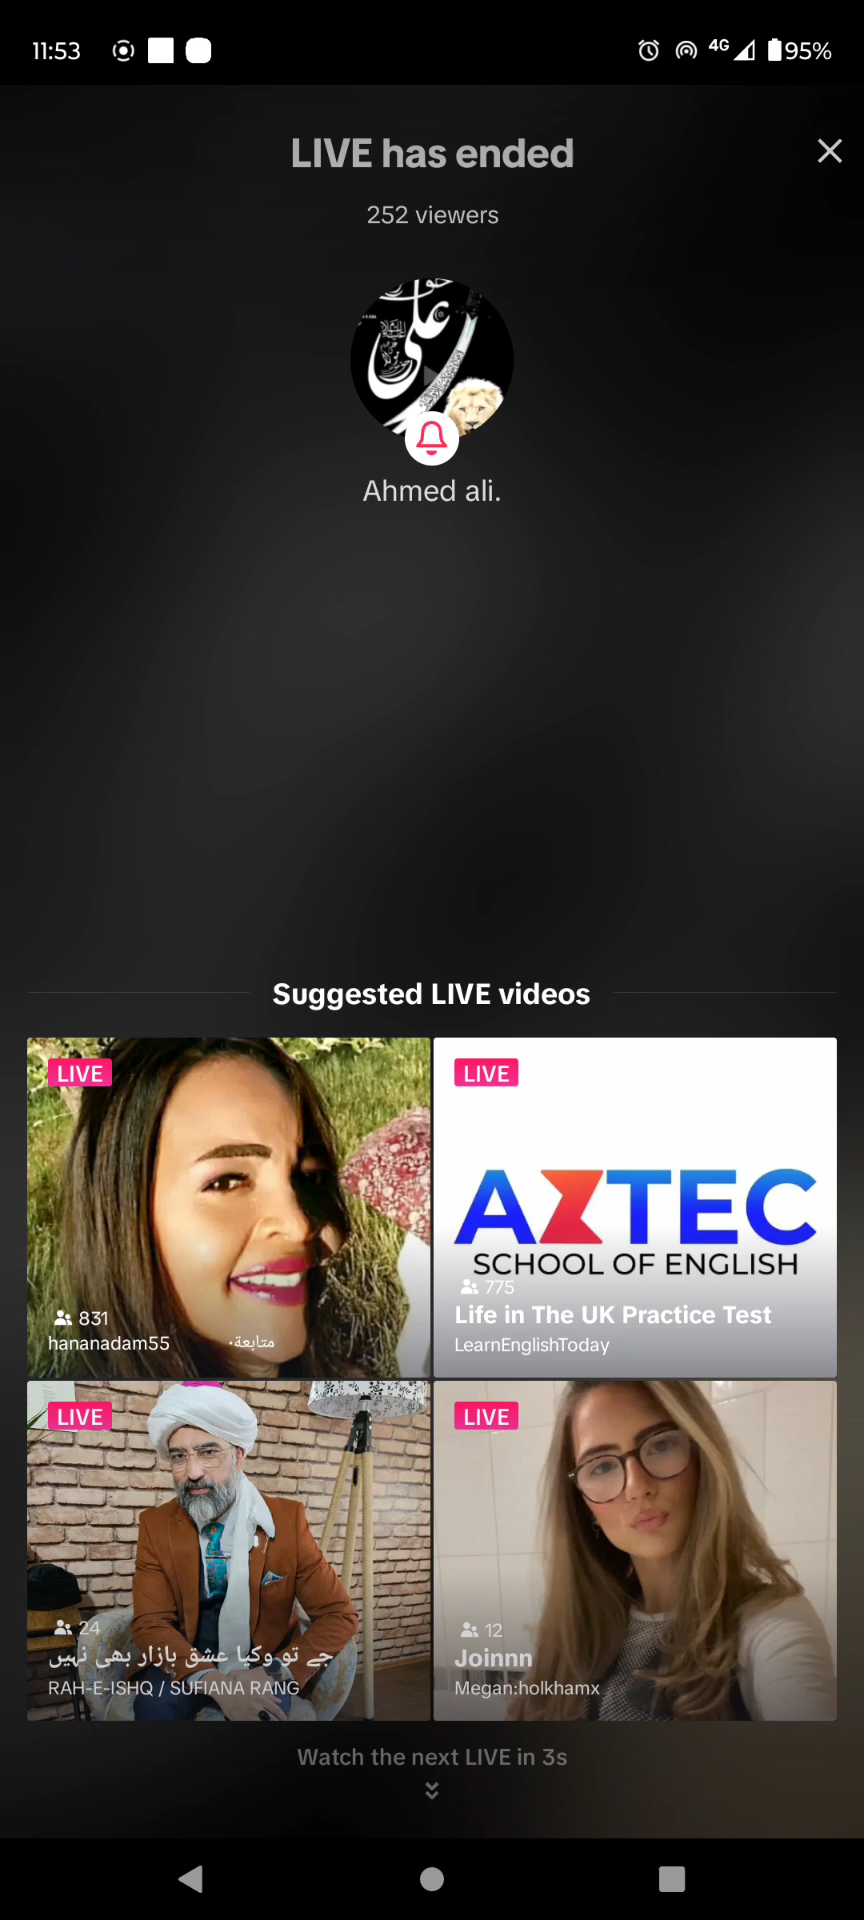 11:53
4G
95%
LIVE has ended
252 viewers
علی
Ahmed ali.
Suggested LIVE videos
LIVE
831
hananadam55 متابعة.
LIVE
AZTEC
SCHOOL OF ENGLISH
775
Life in The UK Practice Test
LearnEnglishToday
LIVE
24
جے تو وکیا عشق بازار بھی نہیں
RAH-E-ISHQ / SUFIANA RANG
LIVE
12
Joinnn
Megan:holkhamx
Watch the next LIVE in 3s